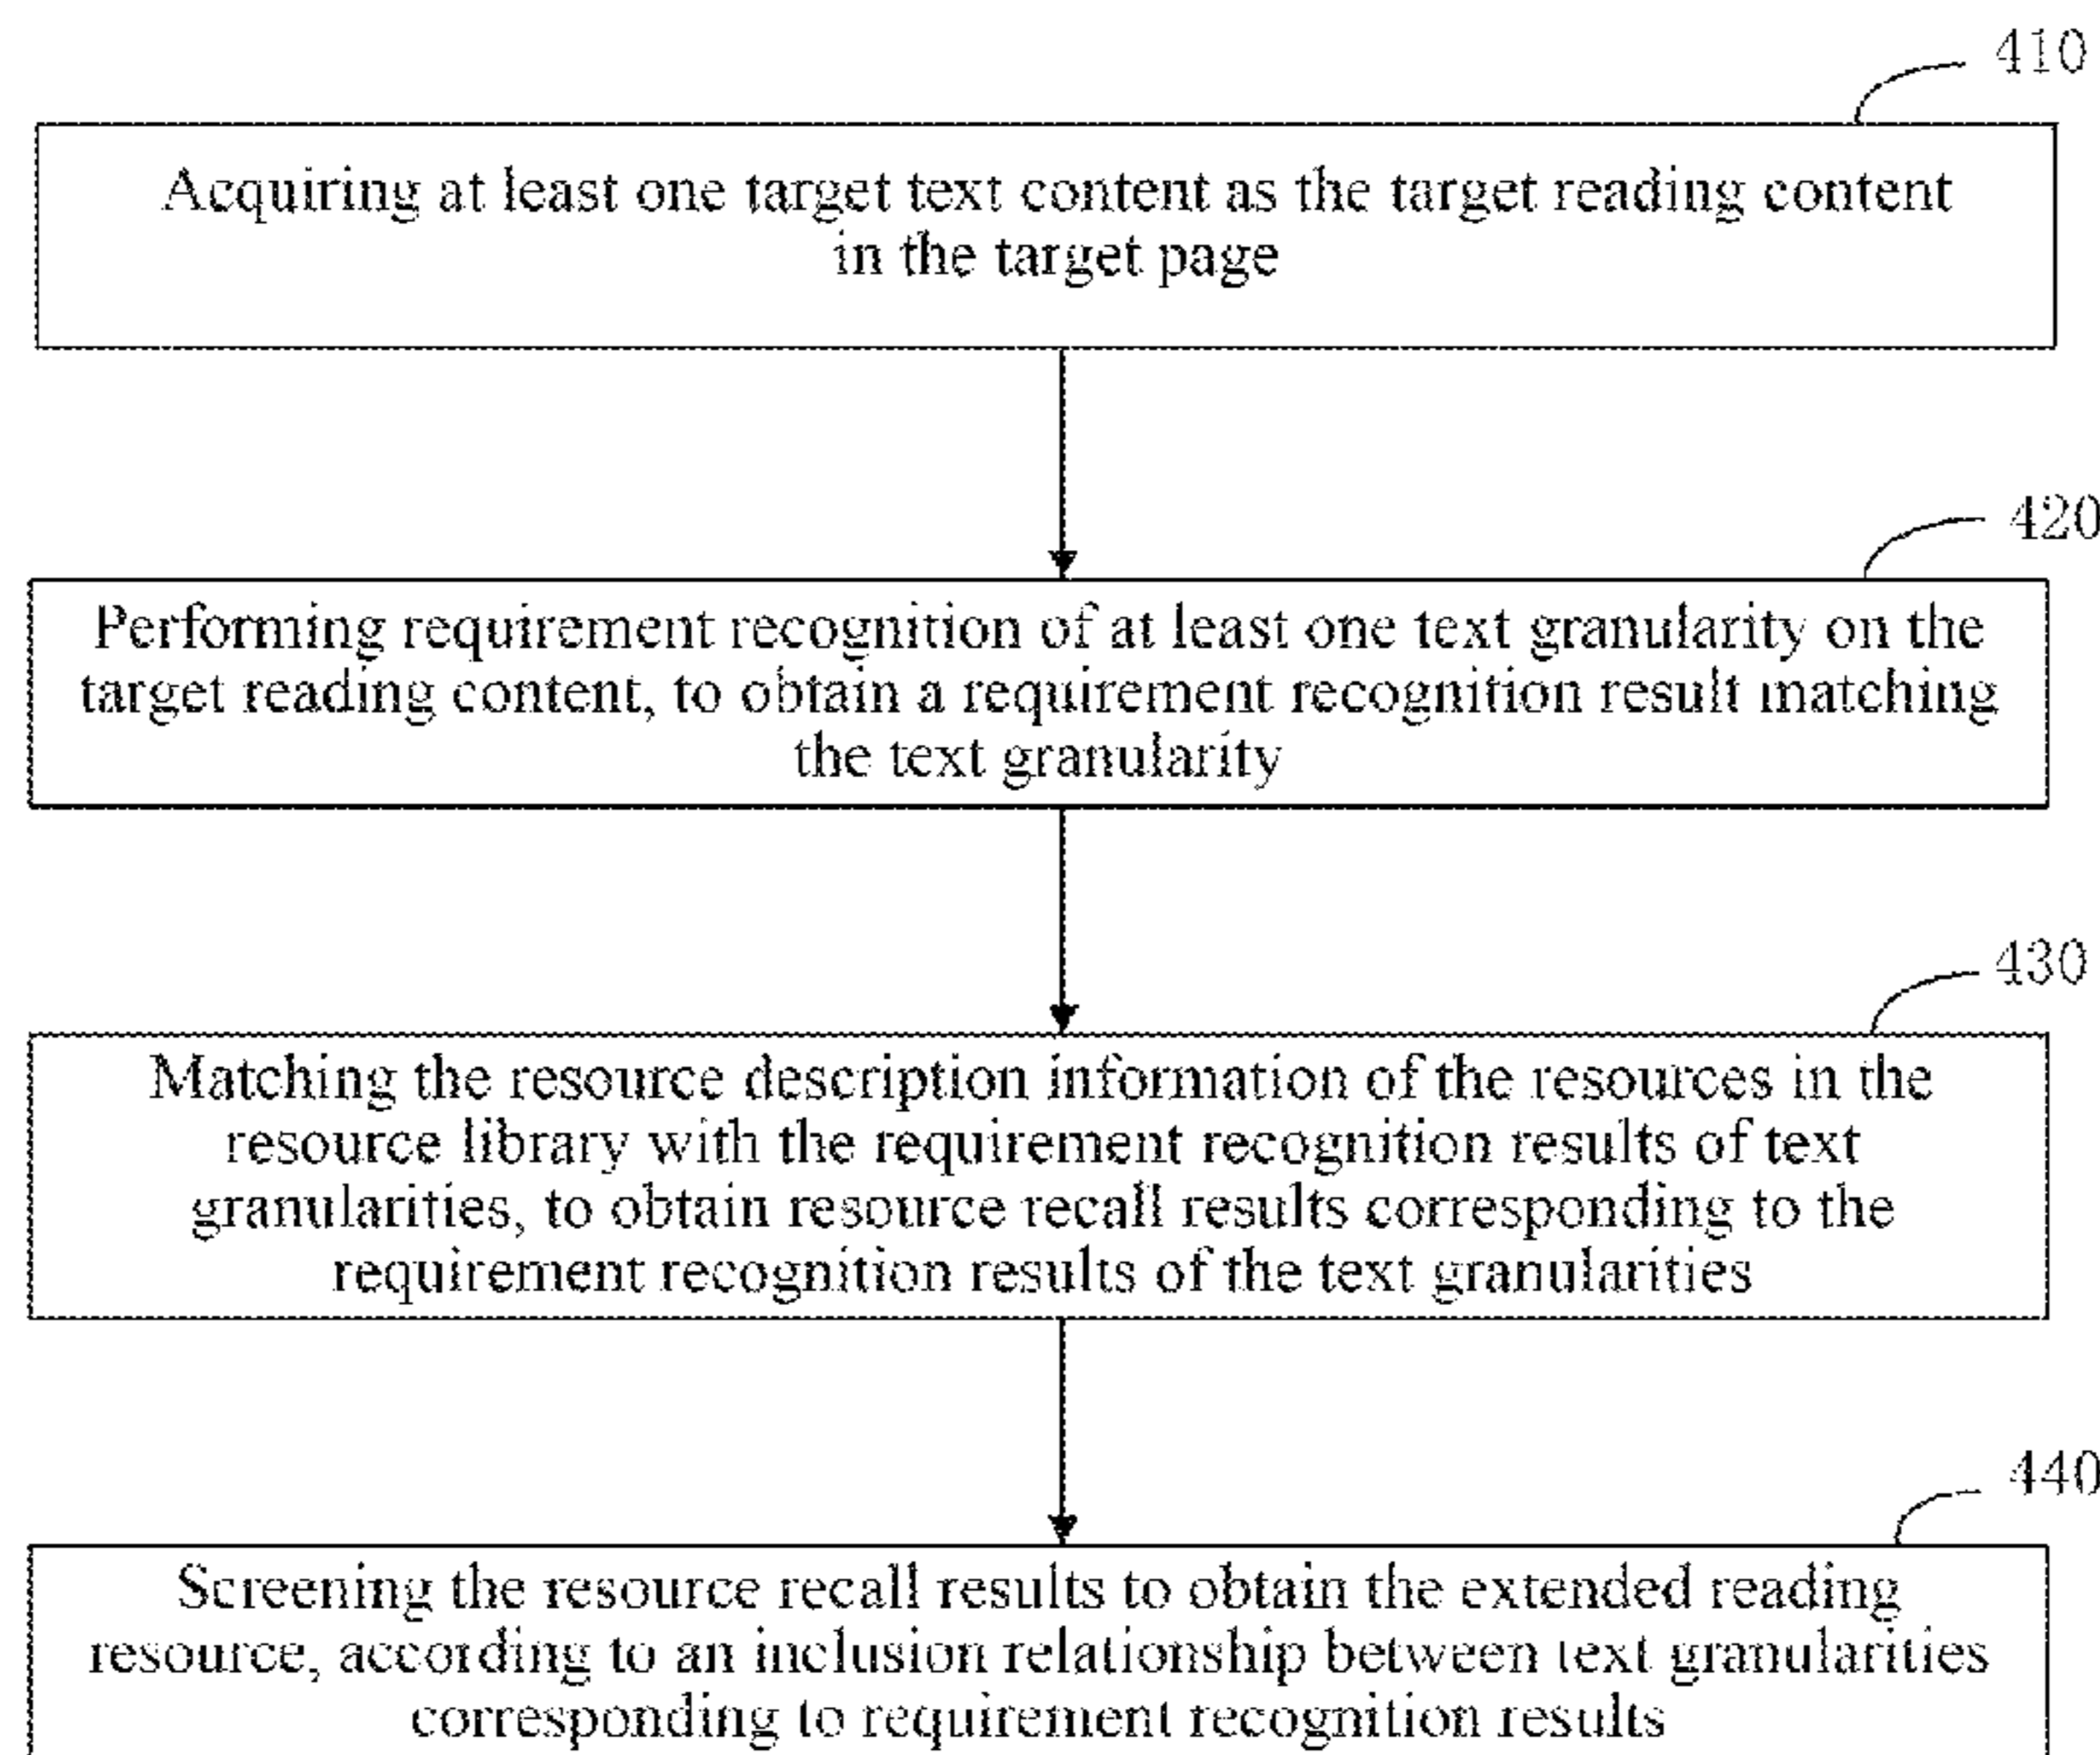 410
Acquiring at least one target text content as the target reading content
in the target page
420
Performing requirement recognition of at least one text granularity on the
target reading content, to obtain a requirement recognition result matching
the text granularity
430
Matching the resource description information of the resources in the
resource library with the requirement recognition results of text
granularities, to obtain resource recall results corresponding to the
requirement recognition results of the text granularities
440
Screening the resource recall results to obtain the extended reading
resource, according to an inclusion relationship between text granularities
corresponding to requirement recognition results